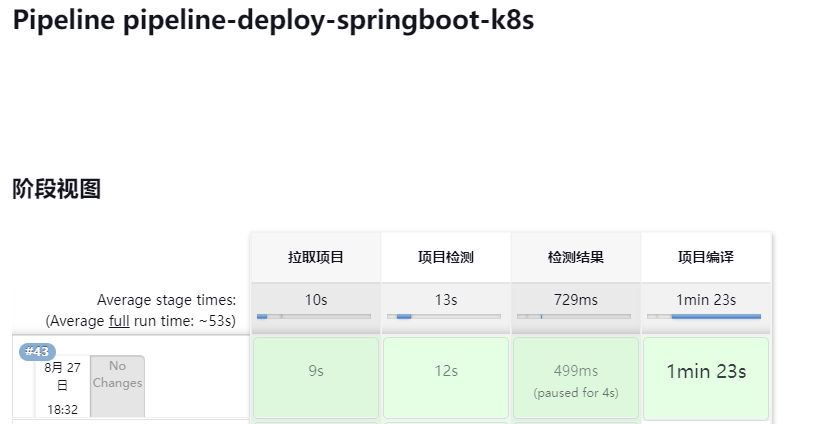 Pipeline pipeline-deploy-springboot-k8s
阶段视图
拉取项目 项目检测 检测结果 项目编译
Average stage times: 10s 13s 729ms 1min 23s
(Average full run time: ~53s)
#43
8月 27日
18:32
No Changes
9s 12s 499ms 1min 23s
(paused for 4s)